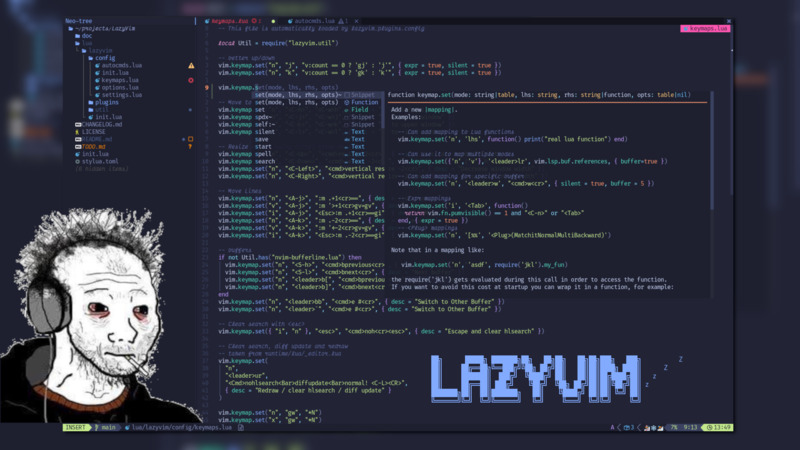 Neo-tree
~/projects/LazyVim
doc
lua
lazyvim
config
autocmds.lua
init.lua
keymaps.lua
options.lua
settings.lua
plugins
util
CHANGELOG.md
LICENSE
README.md
TODO.md
init.lua
stylua.toml
(6 hidden items)
keymaps.lua
autocmds.lua
keymaps.lua
-- This file is automatically loaded by lazyvim.plugins.config
local Util = require("lazyvim.util")
-- better up/down
vim.keymap.set("n", "j", "v:count == 0 ? 'gj' : 'j'", { expr = true, silent = true })
vim.keymap.set("n", "k", "v:count == 0 ? 'gk' : 'k'", { expr = true, silent = true })
vim.keymap.set(mode, lhs, rhs, opts)
set(mode, lhs, rhs, opts)~ Snippet
-- Move to set(mode, lhs, rhs, opts) Function
vim.keymap set Field
vim.keymap spdx~ Snippet
vim.keymap self:~ Snippet
vim.keymap silent Text
save Text
-- Resize start Text
vim.keymap spell Text
vim.keymap search Text
vim.keymap.set("n", "<C-Left>", "<cmd>vertical res
vim.keymap.set("n", "<C-Right>", "<cmd>vertical re
-- Move Lines
vim.keymap.set("n", "<A-j>", ":m .+1<cr>==", { des
vim.keymap.set("v", "<A-j>", ":m '>+1<cr>gv=gv", {
vim.keymap.set("i", "<A-j>", "<Esc>:m .+1<cr>==gi"
vim.keymap.set("n", "<A-k>", ":m .-2<cr>==", { des
vim.keymap.set("v", "<A-k>", ":m '<-2<cr>gv=gv", {
vim.keymap.set("i", "<A-k>", "<Esc>:m .-2<cr>==gi"
-- buffers
if not Util.has("nvim-bufferline.lua") then
vim.keymap.set("n", "<S-h>", "<cmd>bprevious<cr>
vim.keymap.set("n", "<S-l>", "<cmd>bnext<cr>", {
vim.keymap.set("n", "<leader>b[", "<cmd>bpreviou
vim.keymap.set("n", "<leader>b]", "<cmd>bnext<cr
end
vim.keymap.set("n", "<leader>bb", "<cmd>e #<cr>", { desc = "Switch to Other Buffer" })
vim.keymap.set("n", "<leader>`", "<cmd>e #<cr>", { desc = "Switch to Other Buffer" })
-- Clear search with <esc>
vim.keymap.set({ "i", "n" }, "<esc>", "<cmd>noh<cr><esc>", { desc = "Escape and clear hlsearch" })
-- Clear search, diff update and redraw
-- taken from runtime/lua/_editor.lua
vim.keymap.set(
"n",
"<leader>ur",
"<Cmd>nohlsearch<Bar>diffupdate<Bar>normal! <C-L><CR>",
{ desc = "Redraw / clear hlsearch / diff update" }
)
vim.keymap.set("n", "gw", "*N")
vim.keymap.set("x", "gw", "*N")
function keymap.set(mode: string|table, lhs: string, rhs: string|function, opts: table|nil)
Add a new |mapping|.
Examples:
-- Can add mapping to Lua functions
vim.keymap.set('n', 'lhs', function() print("real lua function") end)
-- Can use it to map multiple modes
vim.keymap.set({'n', 'v'}, '<leader>lr', vim.lsp.buf.references, { buffer=true })
-- Can add mapping for specific buffer
vim.keymap.set('n', '<leader>w', "<cmd>w<cr>", { silent = true, buffer = 5 })
-- Expr mappings
vim.keymap.set('i', '<Tab>', function()
return vim.fn.pumvisible() == 1 and "<C-n>" or "<Tab>"
end, { expr = true })
-- <Plug> mappings
vim.keymap.set('n', '[%%', '<Plug>(MatchitNormalMultiBackward)')
Note that in a mapping like:
vim.keymap.set('n', 'asdf', require('jkl').my_fun)
the require('jkl') gets evaluated during this call in order to access the function.
If you want to avoid this cost at startup you can wrap it in a function, for example:
LAZYVIM
Z
Z
z
z
INSERT main lua/lazyvim/config/keymaps.lua 3 7% 9:13 13:49